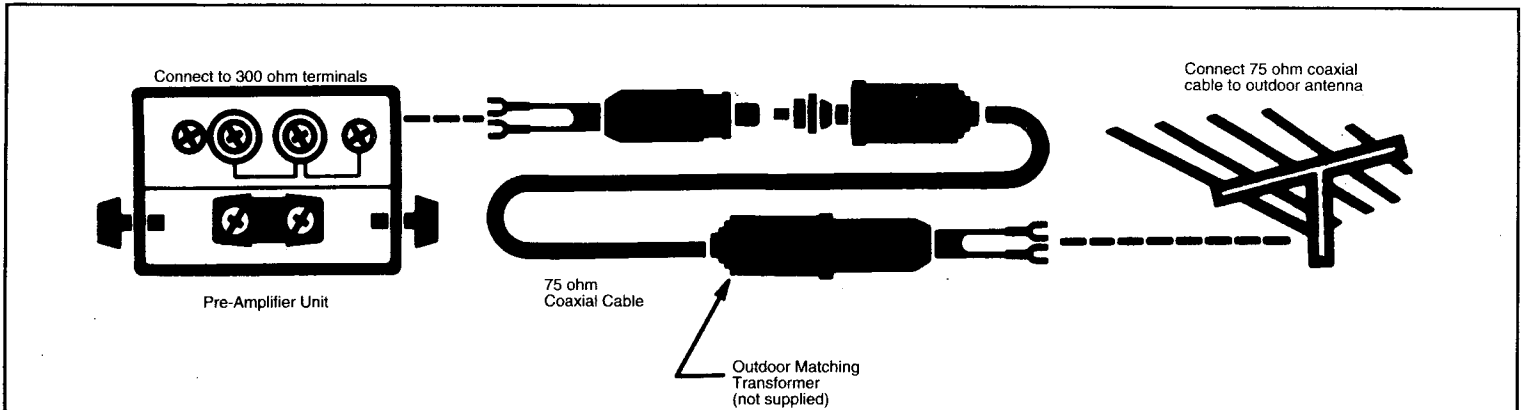 Connect to 300 ohm terminals
Connect 75 ohm coaxial
cable to outdoor antenna
Pre-Amplifier Unit
75 ohm
Coaxial Cable
Outdoor Matching
Transformer
(not supplied)